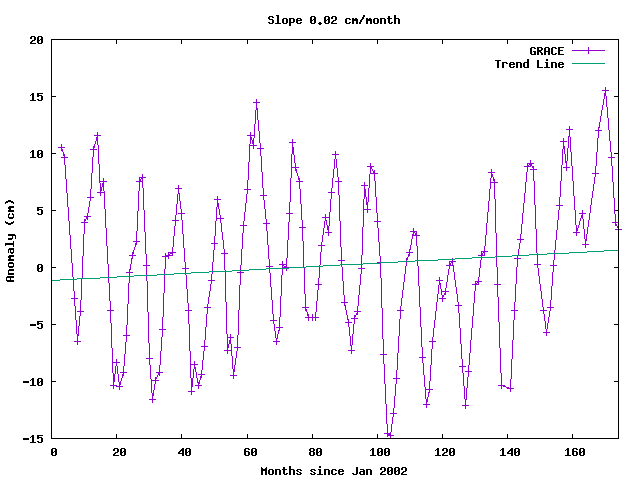 Slope 0.02 cm/month
20
15
10
5
0
-5
-10
-15
Anomaly (cm)
GRACE
Trend Line
0 20 40 60 80 100 120 140 160
Months since Jan 2002